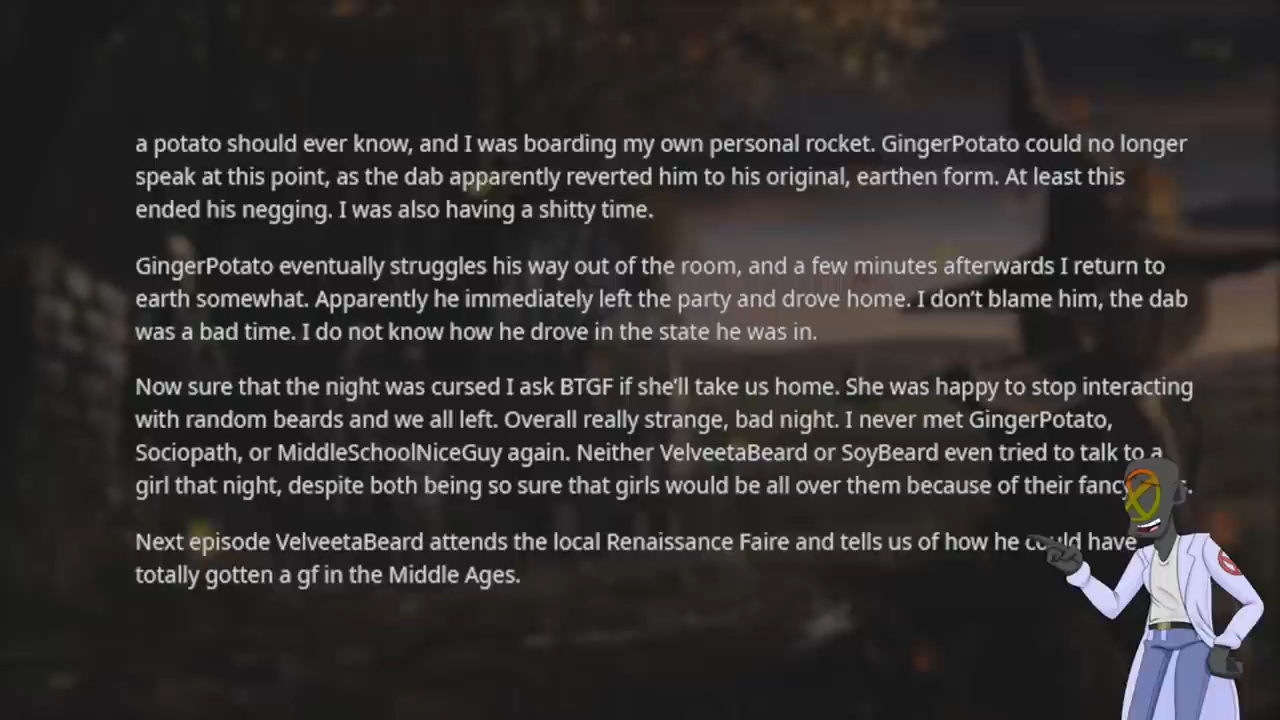 a potato should ever know, and I was boarding my own personal rocket. GingerPotato could no longer
speak at this point, as the dab apparently reverted him to his original, earthen form. At least this
ended his negging. I was also having a shitty time.
GingerPotato eventually struggles his way out of the room, and a few minutes afterwards I return to
earth somewhat. Apparently he immediately left the party and drove home. I don’t blame him, the dab
was a bad time. I do not know how he drove in the state he was in.
Now sure that the night was cursed I ask BTGF if she'll take us home. She was happy to stop interacting
with random beards and we all left. Overall really strange, bad night. I never met GingerPotato,
Sociopath, or MiddleSchoolNiceGuy again. Neither VelveetaBeard or SoyBeard even tried to talk to a
girl that night, despite both being so sure that girls would be all over them because of their
Next episode VelveetaBeard attends the local Renaissance Faire and tells us of how he could have
totally gotten a gf in the Middle Ages.